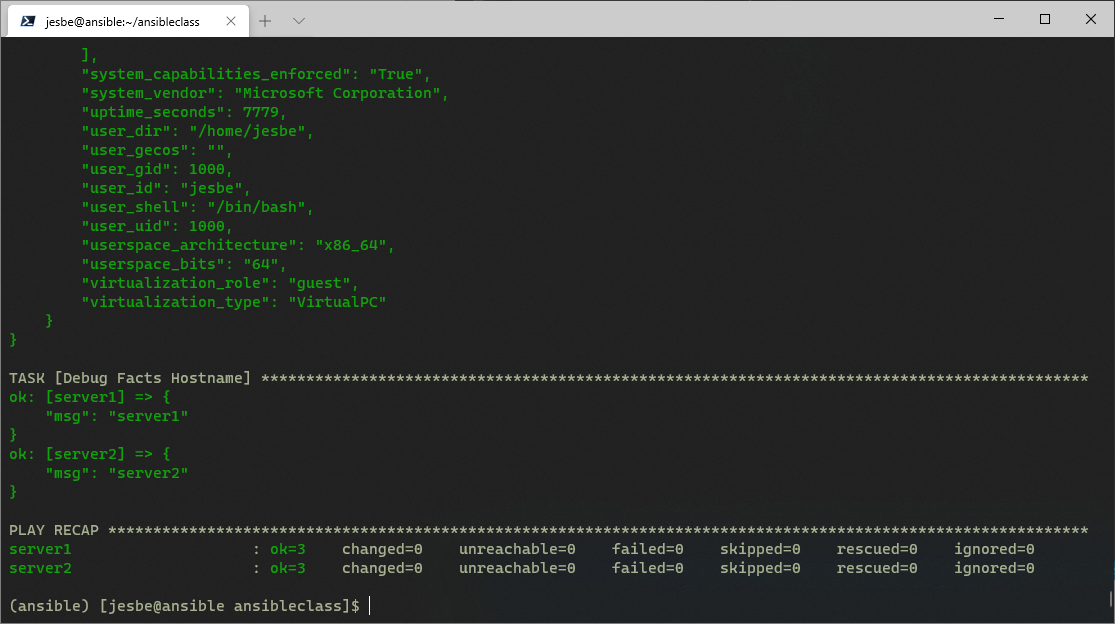 jesbe@ansible:~/ansibleclass
],
"system_capabilities_enforced": "True",
"system_vendor": "Microsoft Corporation",
"uptime_seconds": 7779,
"user_dir": "/home/jesbe",
"user_gecos": "",
"user_gid": 1000,
"user_id": "jesbe",
"user_shell": "/bin/bash",
"user_uid": 1000,
"userspace_architecture": "x86_64",
"userspace_bits": "64",
"virtualization_role": "guest",
"virtualization_type": "VirtualPC"
}
}
TASK [Debug Facts Hostname] ********************************************************************************************
ok: [server1] => {
"msg": "server1"
}
ok: [server2] => {
"msg": "server2"
}
PLAY RECAP *************************************************************************************************************
server1 : ok=3 changed=0 unreachable=0 failed=0 skipped=0 rescued=0 ignored=0
server2 : ok=3 changed=0 unreachable=0 failed=0 skipped=0 rescued=0 ignored=0
(ansible) [jesbe@ansible ansibleclass]$